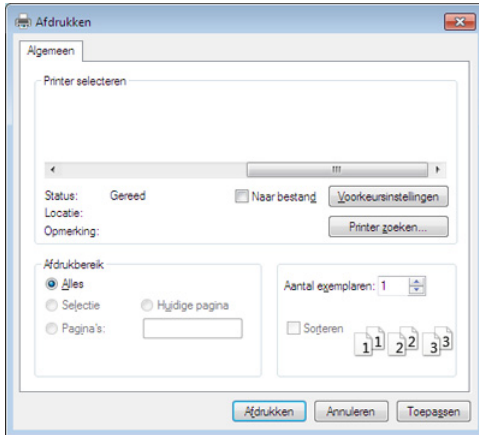 Afdrukken
Algemeen
Printer selecteren
Status: Gereed
Naar bestand
Voorkeursinstellingen
Locatie:
Opmerking:
Printer zoeken...
Afdrukbereik
Alles
Selectie
Huidige pagina
Pagina's:
Aantal exemplaren: 1
Sorteren
1 1 2 2 3 3
Afdrukken
Annuleren
Toepassen